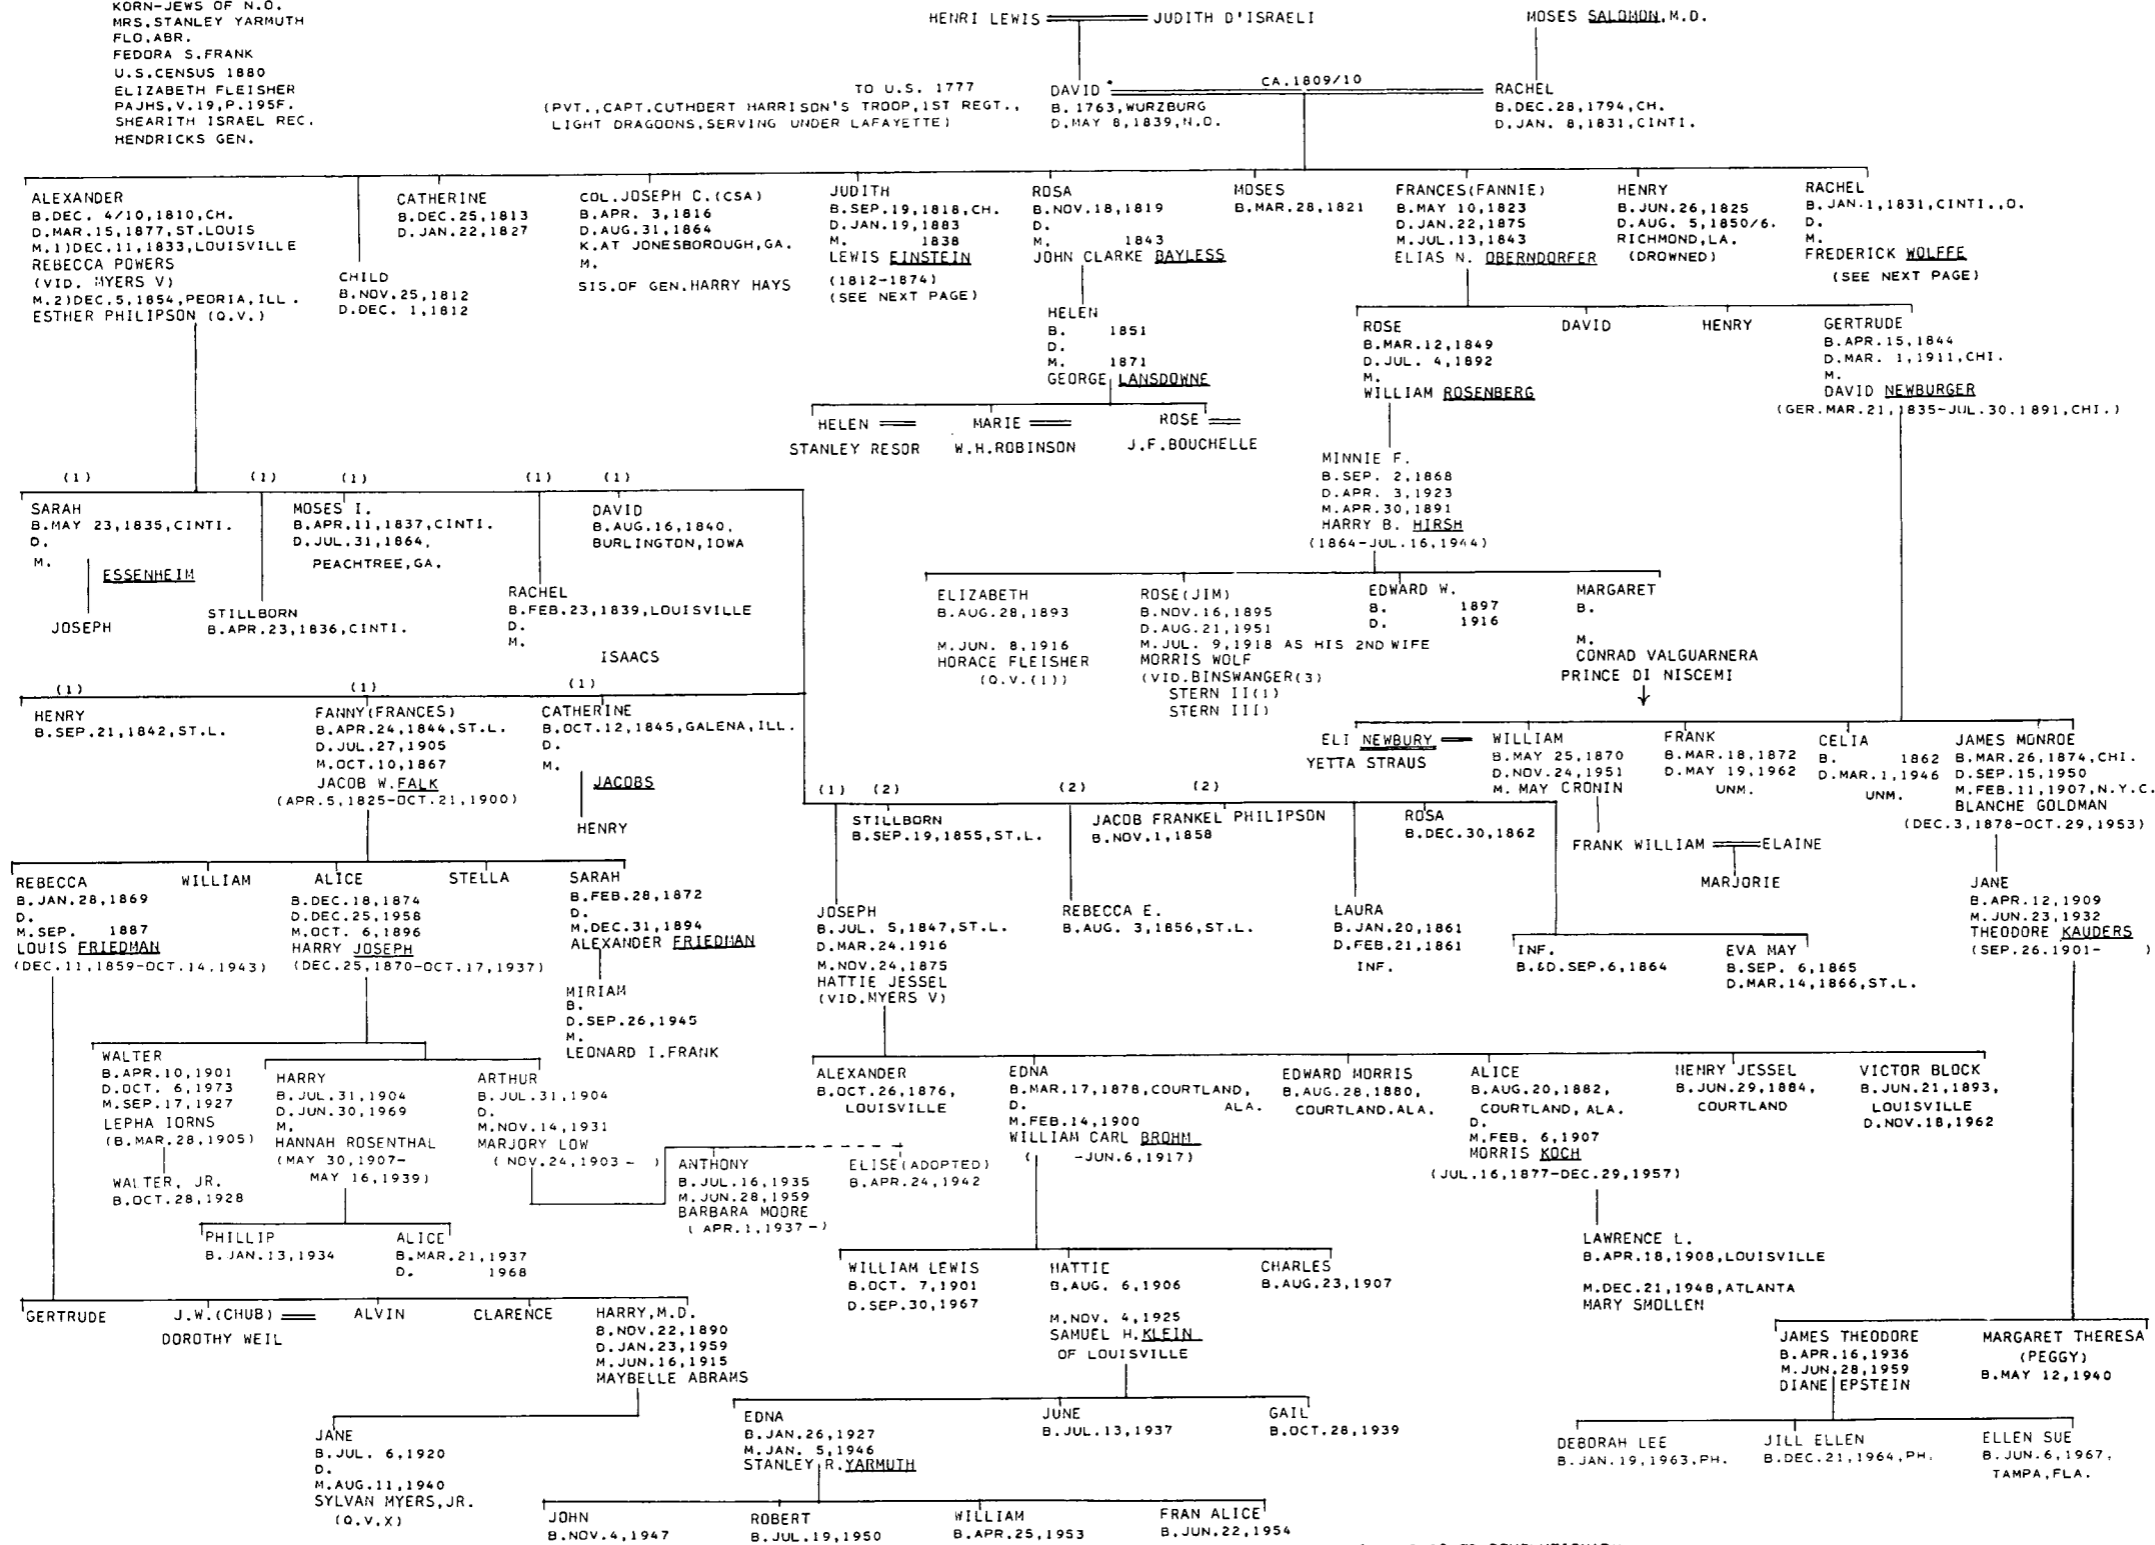 KORN-JEWS OF N.O.
MRS.STANLEY YARMUTH
FLO.ABR.
FEDORA S.FRANK
U.S.CENSUS 1880
ELIZABETH FLEISHER
PAJHS,V.19,P.195F.
SHEARITH ISRAEL REC.
HENDRICKS GEN.
HENRI LEWIS
JUDITH D'ISRAELI
MOSES SALOMON,M.D.
TO U.S. 1777
(PVT.,CAPT.CUTHBERT HARRISON'S TROOP,1ST REGT.,
LIGHT DRAGOONS,SERVING UNDER LAFAYETTE)
DAVID*
B.1763,WURZBURG
D.MAY 8,1839,N.O.
CA.1809/10
RACHEL
B.DEC.28,1794,CH.
D.JAN. 8,1831,CINTI.
ALEXANDER
B.DEC. 4/10,1810,CH.
D.MAR.15,1877,ST.LOUIS
M.1)DEC.11,1833,LOUISVILLE
REBECCA POWERS
(VID. MYERS V)
M.2)DEC.5,1854,PEORIA,ILL.
ESTHER PHILIPSON (Q.V.)
CHILD
B.NOV.25,1812
D.DEC. 1,1812
CATHERINE
B.DEC.25,1813
D.JAN.22,1827
COL.JOSEPH C.(CSA)
B.APR. 3,1816
D.AUG.31,1864
K.AT JONESBOROUGH,GA.
M.
SIS.OF GEN.HARRY HAYS
JUDITH
B.SEP.19,1818,CH.
D.JAN.19,1883
M. 1838
LEWIS EINSTEIN
(1812-1874)
(SEE NEXT PAGE)
ROSA
B.NOV.18,1819
D.
M. 1843
JOHN CLARKE BAYLESS
MOSES
B.MAR.28,1821
FRANCES(FANNIE)
B.MAY 10,1823
D.JAN.22,1875
M.JUL.13,1843
ELIAS N. OBERNDORFER
HENRY
B.JUN.26,1825
D.AUG. 5,1850/6.
RICHMOND,LA.
(DROWNED)
RACHEL
B.JAN.1,1831,CINTI.,O.
D.
M.
FREDERICK WOLFFE
(SEE NEXT PAGE)
HELEN
B. 1851
D.
M. 1871
GEORGE LANSDOWNE
ROSE
B.MAR.12,1849
D.JUL. 4,1892
M.
WILLIAM ROSENBERG
DAVID
HENRY
GERTRUDE
B.APR.15,1844
D.MAR. 1,1911,CHI.
M.
DAVID NEWBURGER
(GER.MAR.21,1835-JUL.30.1891,CHI.)
HELEN
STANLEY RESOR
MARIE
W.H.ROBINSON
ROSE
J.F.BOUCHELLE
MINNIE F.
B.SEP. 2,1868
D.APR. 3,1923
M.APR.30,1891
HARRY B. HIRSH
(1864-JUL.16,1944)
(1) (1) (1) (1) (1)
SARAH
B.MAY 23,1835,CINTI.
D.
M.
ESSENHEIM
JOSEPH
STILLBORN
B.APR.23,1836,CINTI.
MOSES I.
B.APR.11,1837,CINTI.
D.JUL.31,1864,
PEACHTREE,GA.
RACHEL
B.FEB.23,1839,LOUISVILLE
D.
M.
ISAACS
DAVID
B.AUG.16,1840,
BURLINGTON,IOWA
ELIZABETH
B.AUG.28,1893
M.JUN. 8,1916
HORACE FLEISHER
(Q.V.(1))
ROSE(JIM)
B.NOV.16,1895
D.AUG.21,1951
M.JUL. 9,1918 AS HIS 2ND WIFE
MORRIS WOLF
(VID.BINSWANGER(3)
STERN II(1)
STERN III)
EDWARD W.
B. 1897
D. 1916
MARGARET
B.
M.
CONRAD VALGUARNERA
PRINCE DI NISCEMI
(1) (1) (1)
HENRY
B.SEP.21,1842,ST.L.
FANNY(FRANCES)
B.APR.24,1844,ST.L.
D.JUL.27,1905
M.OCT.10,1867
JACOB W.FALK
(APR.5,1825-OCT.21,1900)
CATHERINE
B.OCT.12,1845,GALENA,ILL.
D.
M.
JACOBS
HENRY
ELI NEWBURY
YETTA STRAUS
WILLIAM
B.MAY 25,1870
D.NOV.24,1951
M. MAY CRONIN
FRANK
B.MAR.18,1872
D.MAY 19,1962
UNM.
CELIA
B. 1862
D.MAR.1,1946
UNM.
JAMES MONROE
B.MAR.26,1874,CHI.
D.SEP.15,1950
M.FEB.11,1907,N.Y.C.
BLANCHE GOLDMAN
(DEC.3,1878-OCT.29,1953)
(1) (2) (2) (2)
STILLBORN
B.SEP.19,1855,ST.L.
JACOB FRANKEL PHILIPSON
B.NOV.1,1858
ROSA
B.DEC.30,1862
FRANK WILLIAM
ELAINE
MARJORIE
REBECCA
B.JAN.28,1869
D.
M.SEP. 1887
LOUIS FRIEDMAN
(DEC.11,1859-OCT.14,1943)
WILLIAM
ALICE
B.DEC.18,1874
D.DEC.25,1958
M.OCT. 6,1896
HARRY JOSEPH
(DEC.25,1870-OCT.17,1937)
STELLA
SARAH
B.FEB.28,1872
D.
M.DEC.31,1894
ALEXANDER FRIEDMAN
MIRIAM
B.
D.SEP.26,1945
M.
LEONARD I.FRANK
JOSEPH
B.JUL. 5,1847,ST.L.
D.MAR.24,1916
M.NOV.24,1875
HATTIE JESSEL
(VID.MYERS V)
REBECCA E.
B.AUG. 3,1856,ST.L.
LAURA
B.JAN.20,1861
D.FEB.21,1861
INF.
INF.
B.&D.SEP.6,1864
EVA MAY
B.SEP. 6,1865
D.MAR.14,1866,ST.L.
JANE
B.APR.12,1909
M.JUN.23,1932
THEODORE KAUDERS
(SEP.26.1901- )
WALTER
B.APR.10,1901
D.OCT. 6,1973
M.SEP.17,1927
LEPHA IORNS
(B.MAR.28,1905)
WALTER, JR.
B.OCT.28,1928
HARRY
B.JUL.31,1904
D.JUN.30,1969
M.
HANNAH ROSENTHAL
(MAY 30,1907-
MAY 16,1939)
ARTHUR
B.JUL.31,1904
D.
M.NOV.14,1931
MARJORY LOW
(NOV.24,1903 - )
ANTHONY
B.JUL.16,1935
M.JUN.28,1959
BARBARA MOORE
(APR.1,1937 -)
ELISE(ADOPTED)
B.APR.24,1942
ALEXANDER
B.OCT.26,1876,
LOUISVILLE
EDNA
B.MAR.17,1878,COURTLAND,
D. ALA.
M.FEB.14,1900
WILLIAM CARL BROHM
( -JUN.6,1917)
EDWARD MORRIS
B.AUG.28,1880,
COURTLAND.ALA.
ALICE
B.AUG.20,1882,
COURTLAND, ALA.
D.
M.FEB. 6,1907
MORRIS KOCH
(JUL.16,1877-DEC.29,1957)
HENRY JESSEL
B.JUN.29,1884,
COURTLAND
VICTOR BLOCK
B.JUN.21,1893,
LOUISVILLE
D.NOV.18,1962
PHILLIP
B.JAN.13,1934
ALICE
B.MAR.21,1937
D. 1968
WILLIAM LEWIS
B.OCT. 7,1901
D.SEP.30,1967
HATTIE
B.AUG. 6,1906
M.NOV. 4,1925
SAMUEL H.KLEIN
OF LOUISVILLE
CHARLES
B.AUG.23,1907
LAWRENCE L.
B.APR.18,1908,LOUISVILLE
M.DEC.21,1948,ATLANTA
MARY SMOLLEN
GERTRUDE
J.W.(CHUB)
DOROTHY WEIL
ALVIN
CLARENCE
HARRY,M.D.
B.NOV.22,1890
D.JAN.23,1959
M.JUN.16,1915
MAYBELLE ABRAMS
JAMES THEODORE
B.APR.16,1936
M.JUN.28,1959
DIANE EPSTEIN
MARGARET THERESA
(PEGGY)
B.MAY 12,1940
JANE
B.JUL. 6,1920
D.
M.AUG.11,1940
SYLVAN MYERS,JR.
(Q.V.X)
EDNA
B.JAN.26,1927
M.JAN. 5,1946
STANLEY R.YARMUTH
JUNE
B.JUL.13,1937
GAIL
B.OCT.28,1939
DEBORAH LEE
B.JAN.19,1963,PH.
JILL ELLEN
B.DEC.21,1964,PH.
ELLEN SUE
B.JUN.6,1967,
TAMPA,FLA.
JOHN
B.NOV.4,1947
ROBERT
B.JUL.19,1950
WILLIAM
B.APR.25,1953
FRAN ALICE
B.JUN.22,1954